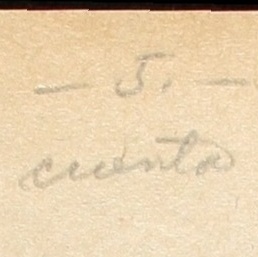 — 5. —
cuenta